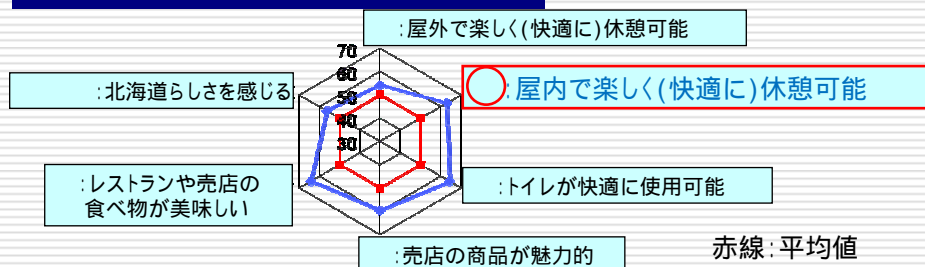 :屋外で楽しく(快適に)休憩可能
70
60
:屋内で楽しく(快適に)休憩可能
:北海道らしさを感じる
50
40
30
:レストランや売店の
食べ物が美味しい
:トイレが快適に使用可能
:売店の商品が魅力的
赤線:平均値